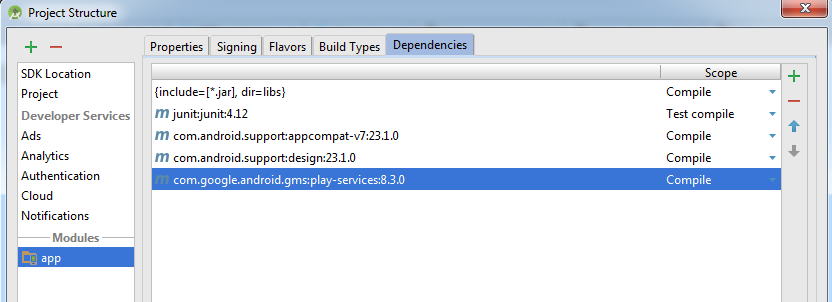 Project Structure
Properties Signing Flavors Build Types Dependencies
SDK Location
Project
Developer Services
Ads
Analytics
Authentication
Cloud
Notifications
Modules
app
Scope
{include=[*.jar], dir=libs} Compile
m junit:junit:4.12 Test compile
m com.android.support:appcompat-v7:23.1.0 Compile
m com.android.support:design:23.1.0 Compile
m com.google.android.gms:play-services:8.3.0 Compile